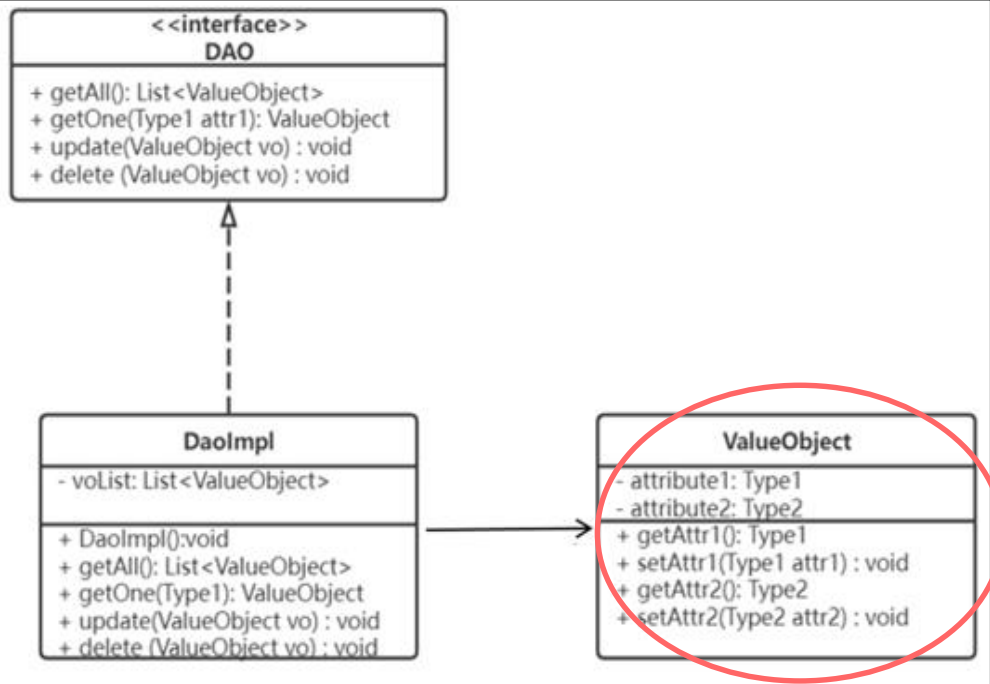 <<interface>>
DAO
+ getAll(): List<ValueObject>
+ getOne(Type1 attr1): ValueObject
+ update(ValueObject vo) : void
+ delete (ValueObject vo) : void
DaoImpl
- voList: List<ValueObject>
+ DaoImpl():void
+ getAll(): List<ValueObject>
+ getOne(Type1): ValueObject
+ update(ValueObject vo) : void
+ delete (ValueObject vo) : void
ValueObject
- attribute1: Type1
- attribute2: Type2
+ getAttr1(): Type1
+ setAttr1(Type1 attr1) : void
+ getAttr2(): Type2
+ setAttr2(Type2 attr2) : void